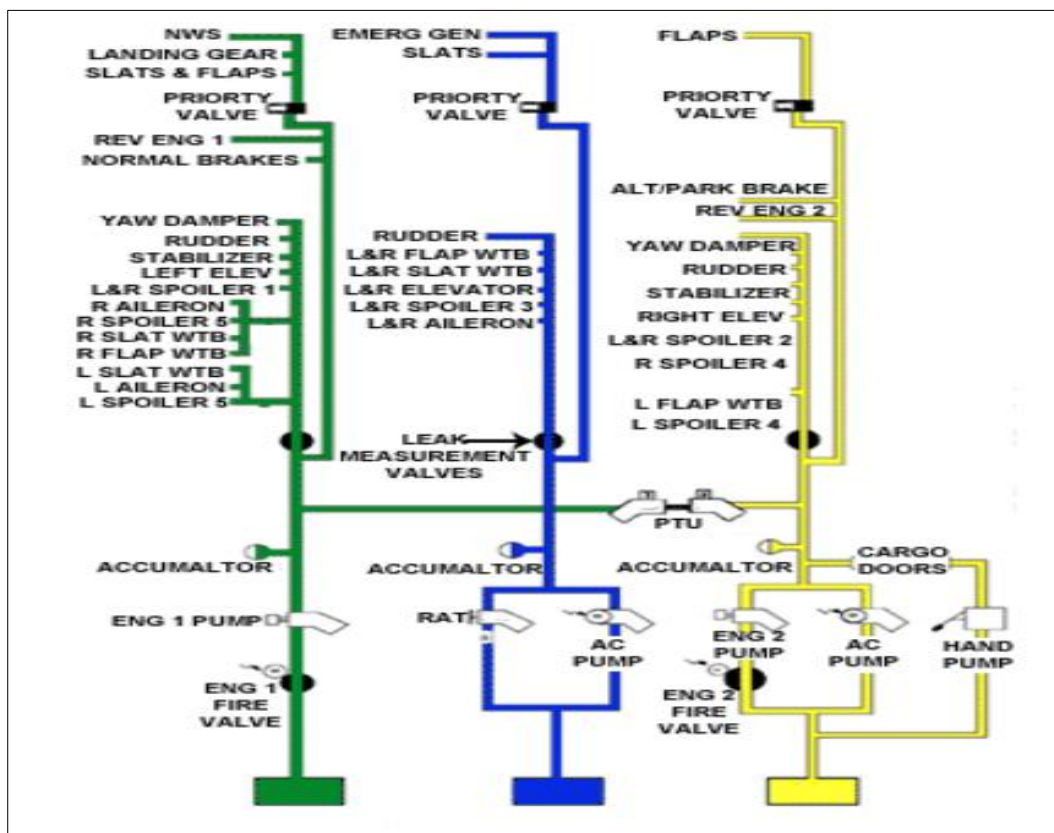 NWS
LANDING GEAR
SLATS & FLAPS
PRIORTY
VALVE
REV ENG 1
NORMAL BRAKES
YAW DAMPER
RUDDER
STABILIZER
LEFT ELEV
L&R SPOILER 1
R AILERON
R SPOILER 5
R SLAT WTB
R FLAP WTB
L SLAT WTB
L AILERON
L SPOILER 5
ACCUMALTOR
ENG 1 PUMP
ENG 1
FIRE
VALVE
EMERG GEN
SLATS
PRIORTY
VALVE
RUDDER
L&R FLAP WTB
L&R SLAT WTB
L&R ELEVATOR
L&R SPOILER 3
L&R AILERON
LEAK
MEASUREMENT
VALVES
ACCUMALTOR
RAT
AC
PUMP
FLAPS
PRIORTY
VALVE
ALT/PARK BRAKE
REV ENG 2
YAW DAMPER
RUDDER
STABILIZER
RIGHT ELEV
L&R SPOILER 2
R SPOILER 4
L FLAP WTB
L SPOILER 4
PTU
ACCUMALTOR
CARGO
DOORS
ENG 2
PUMP
ENG 2
FIRE
VALVE
AC
PUMP
HAND
PUMP